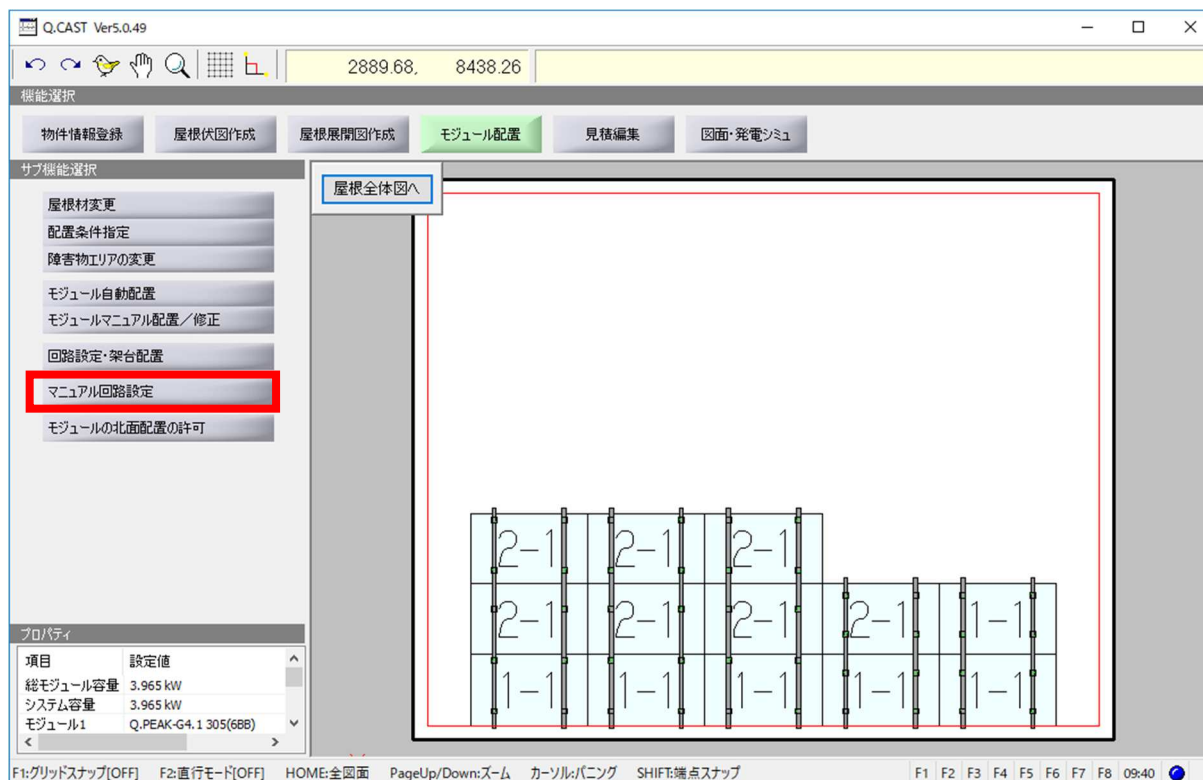 Q.CAST Ver5.0.49
2889.68, 8438.26
機能選択
物件情報登録 屋根伏図作成 屋根展開図作成 モジュール配置 見積編集 図面・発電シミュ
サブ機能選択
屋根全体図へ
屋根材変更
配置条件指定
障害物エリアの変更
モジュール自動配置
モジュールマニュアル配置／修正
回路設定・架台配置
マニュアル回路設定
モジュールの北面配置の許可
2-1 2-1 2-1
2-1 2-1 2-1 2-1 1-1
1-1 1-1 1-1 1-1 1-1
プロパティ
項目 設定値
総モジュール容量 3.965 kW
システム容量 3.965 kW
モジュール1 Q.PEAK-G4.1 305(6BB)
F1:グリッドスナップ[OFF] F2:直行モード[OFF] HOME:全図面 PageUp/Down:ズーム カーソル:パニング SHIFT:端点スナップ F1 F2 F3 F4 F5 F6 F7 F8 09:40